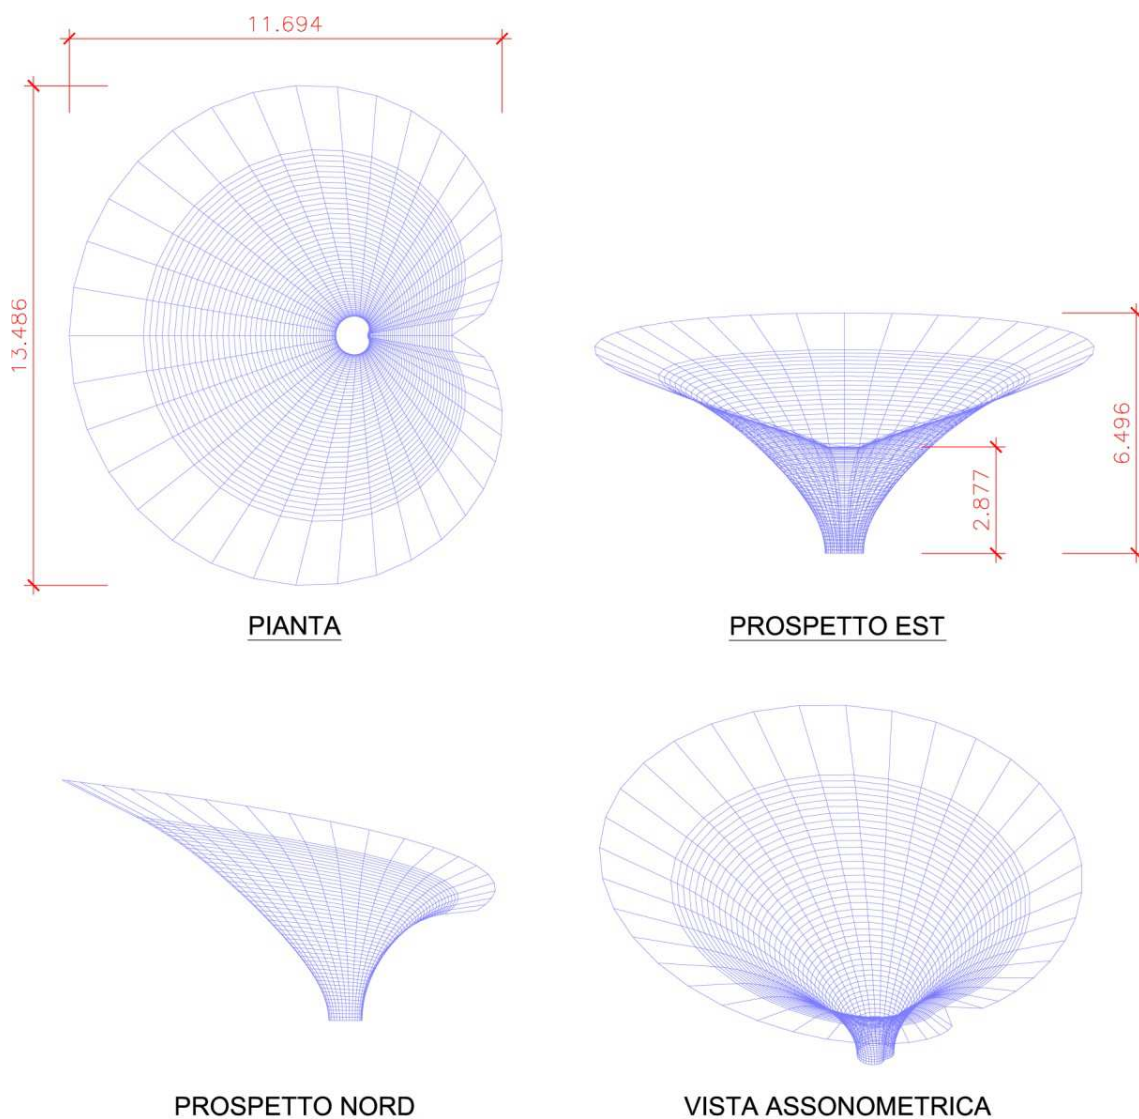 11.694
13.486
PIANTA
6.496
2.877
PROSPETTO EST
PROSPETTO NORD
VISTA ASSONOMETRICA